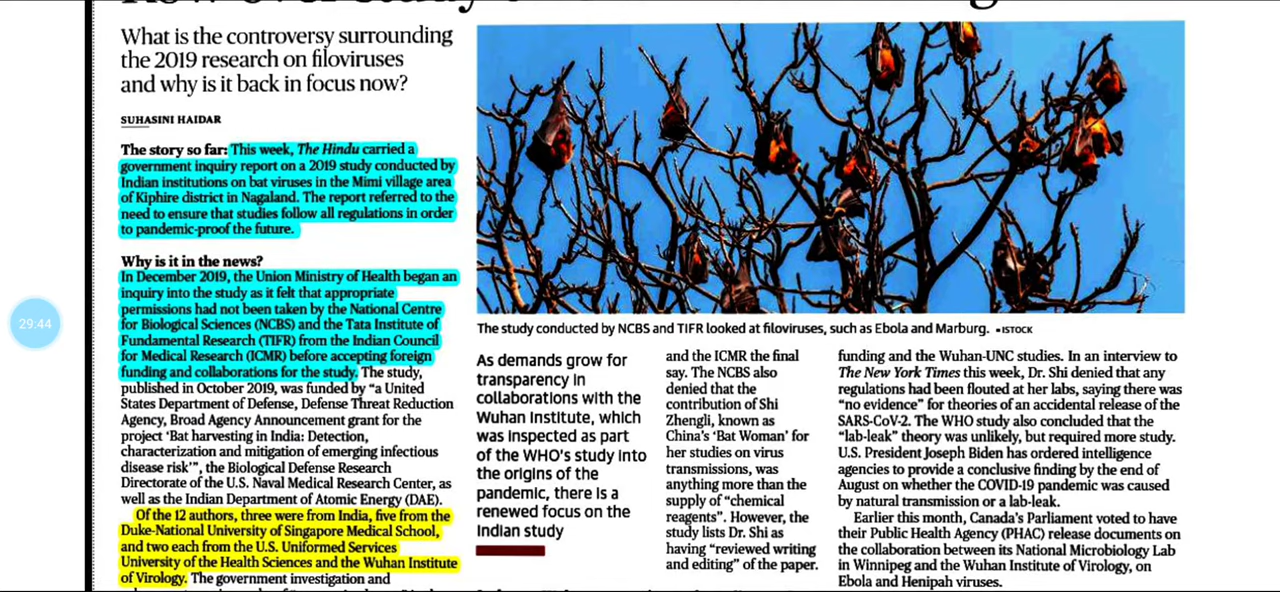 What is the controversy surrounding
the 2019 research on filoviruses
and why is it back in focus now?
SUHASINI HAIDAR
The story so far: This week, The Hindu carried a
government inquiry report on a 2019 study conducted by
Indian institutions on bat viruses in the Mimi village area
of Kiphire district in Nagaland. The report referred to the
need to ensure that studies follow all regulations in order
to pandemic-proof the future.
Why is it in the news?
In December 2019, the Union Ministry of Health began an
inquiry into the study as it felt that appropriate
permissions had not been taken by the National Centre
for Biological Sciences (NCBS) and the Tata Institute of
Fundamental Research (TIFR) from the Indian Council
for Medical Research (ICMR) before accepting foreign
funding and collaborations for the study. The study,
published in October 2019, was funded by “a United
States Department of Defense, Defense Threat Reduction
Agency, Broad Agency Announcement grant for the
project ‘Bat harvesting in India: Detection,
characterization and mitigation of emerging infectious
disease risk’”, the Biological Defense Research
Directorate of the U.S. Naval Medical Research Center, as
well as the Indian Department of Atomic Energy (DAE).
Of the 12 authors, three were from India, five from the
Duke-National University of Singapore Medical School,
and two each from the U.S. Uniformed Services
University of the Health Sciences and the Wuhan Institute
of Virology. The government investigation and
29:44
The study conducted by NCBS and TIFR looked at filoviruses, such as Ebola and Marburg. ▪ISTOCK
As demands grow for
transparency in
collaborations with the
Wuhan Institute, which
was inspected as part
of the WHO's study into
the origins of the
pandemic, there is a
renewed focus on the
Indian study
and the ICMR the final
say. The NCBS also
denied that the
contribution of Shi
Zhengli, known as
China's ‘Bat Woman’ for
her studies on virus
transmissions, was
anything more than the
supply of “chemical
reagents”. However, the
study lists Dr. Shi as
having “reviewed writing
and editing” of the paper.
funding and the Wuhan-UNC studies. In an interview to
The New York Times this week, Dr. Shi denied that any
regulations had been flouted at her labs, saying there was
“no evidence” for theories of an accidental release of the
SARS-CoV-2. The WHO study also concluded that the
“lab-leak” theory was unlikely, but required more study.
U.S. President Joseph Biden has ordered intelligence
agencies to provide a conclusive finding by the end of
August on whether the COVID-19 pandemic was caused
by natural transmission or a lab-leak.
Earlier this month, Canada's Parliament voted to have
their Public Health Agency (PHAC) release documents on
the collaboration between its National Microbiology Lab
in Winnipeg and the Wuhan Institute of Virology, on
Ebola and Henipah viruses.